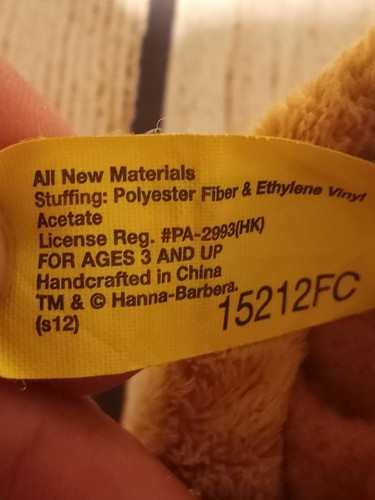 All New Materials
Stuffing: Polyester Fiber & Ethylene Vinyl
Acetate
License Reg. #PA-2993(HK)
FOR AGES 3 AND UP
Handcrafted in China
TM & © Hanna-Barbera.
(s12)
15212FC